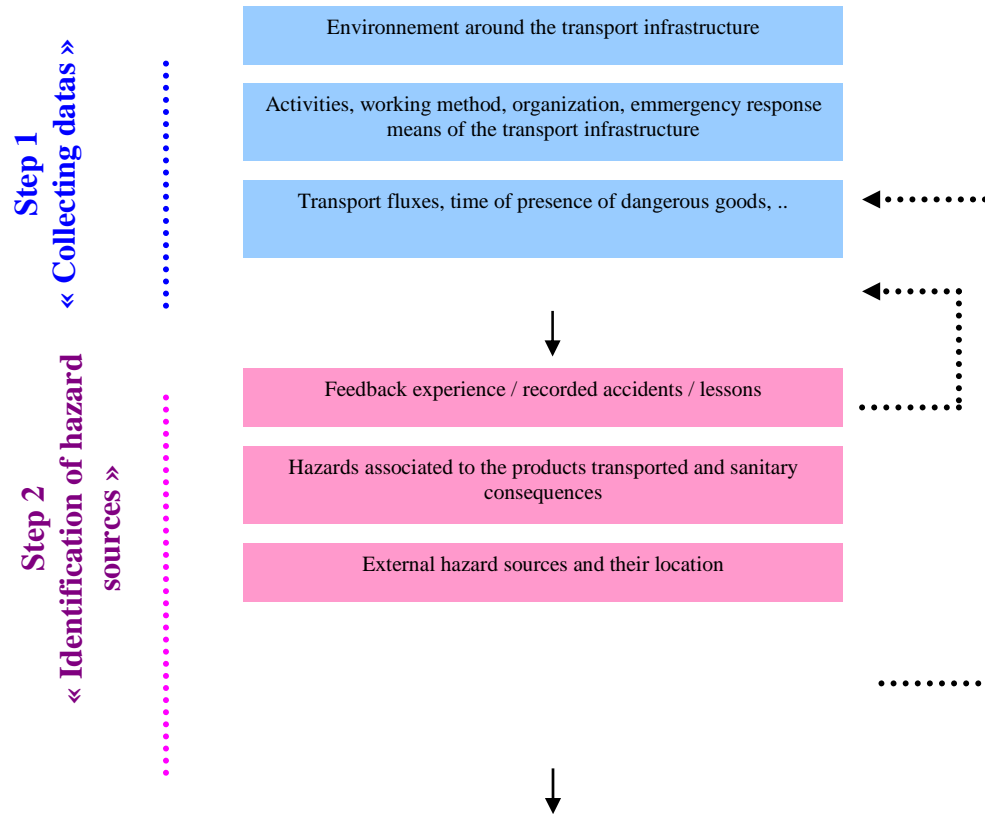 Step 1
« Collecting datas »
Environnement around the transport infrastructure
Activities, working method, organization, emmergency response
means of the transport infrastructure
Transport fluxes, time of presence of dangerous goods, ..
Step 2
« Identification of hazard
sources »
Feedback experience / recorded accidents / lessons
Hazards associated to the products transported and sanitary
consequences
External hazard sources and their location